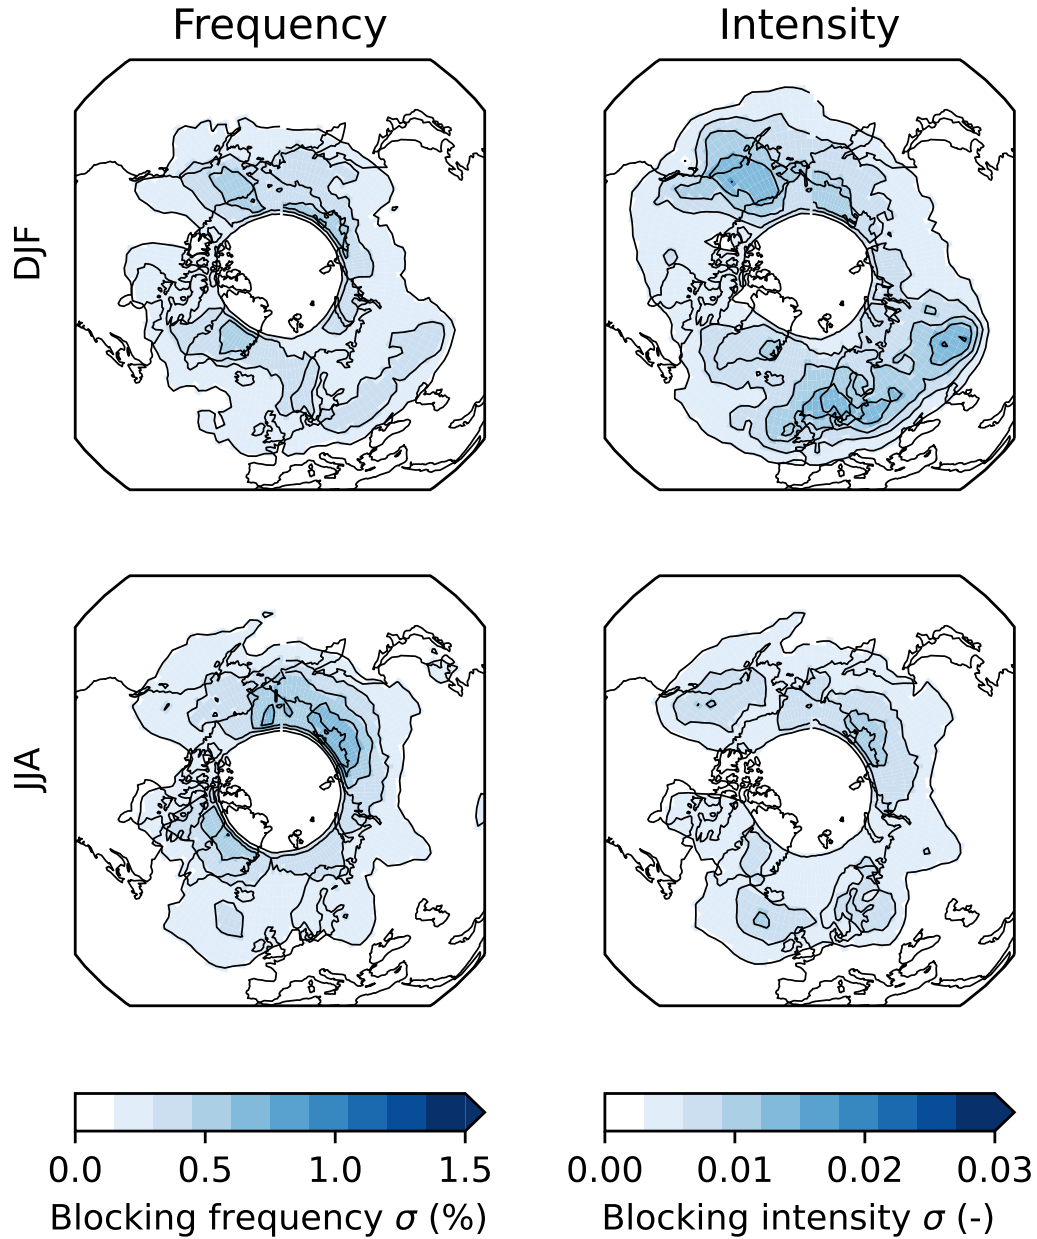 Frequency
Intensity
DJF
JJA
0.0 0.5 1.0 1.5
Blocking frequency σ (%)
0.00 0.01 0.02 0.03
Blocking intensity σ (-)